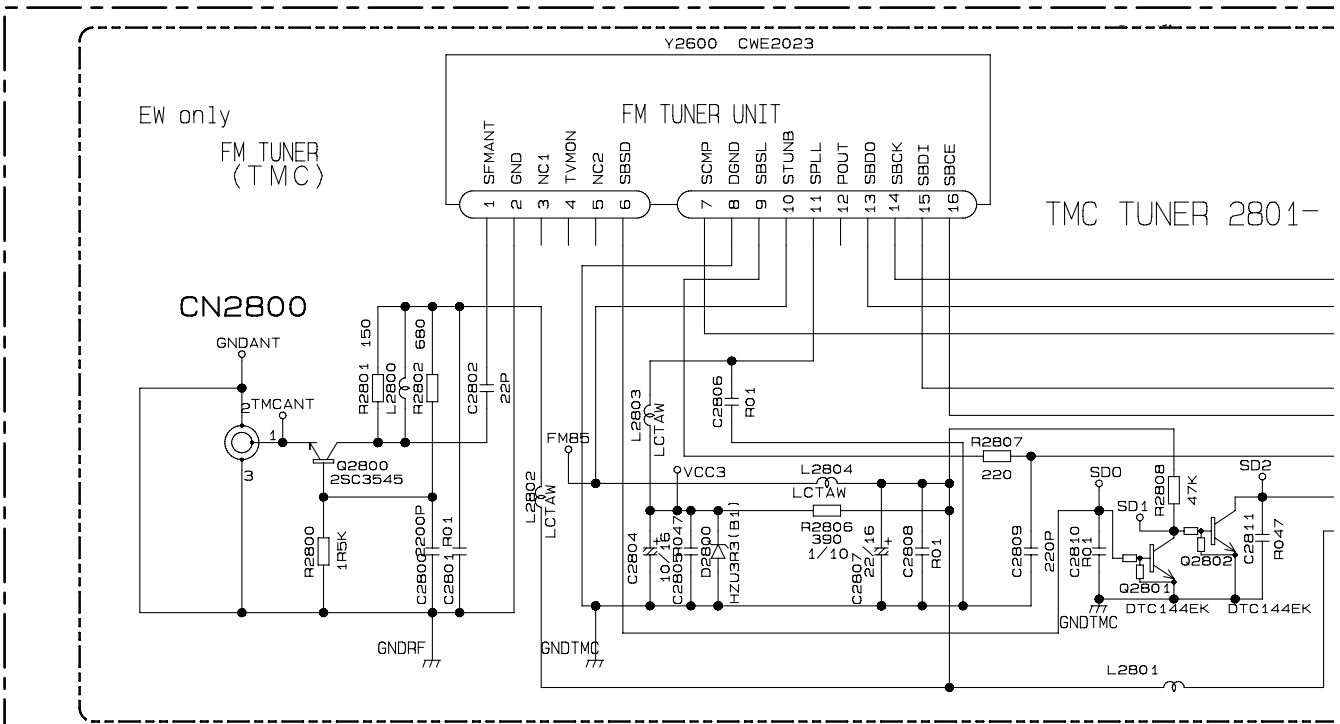 Y2600 CWE2023
EW only
FM TUNER
(TMC)
FM TUNER UNIT
SFMANT
GND
NC1
TVMON
NC2
SBSD
SCMP
DGND
SBSL
STUNB
SPLL
POUT
SBDO
SBCK
SBDI
SBCE
1 2 3 4 5 6
7 8 9 10 11 12 13 14 15 16
TMC TUNER 2801-
CN2800
GNDANT
2
TMCANT
1
3
R2801
150
L2800
R2802
680
C2802
22P
Q2800
2SC3545
R2800
1R5K
C2800
2200P
C2801
R01
GNDRF
L2802
LCTAW
FM85
L2803
LCTAW
C2806
R01
VCC3
L2804
LCTAW
R2806
390
1/10
C2804
10/16
C2805
R047
D2800
HZU3R3(B1)
C2807
22/16
C2808
R01
GNDTMC
R2807
220
C2809
220P
SD0
SD1
SD2
C2810
R01
R2808
47K
Q2801
DTC144EK
Q2802
DTC144EK
C2811
R047
GNDTMC
L2801